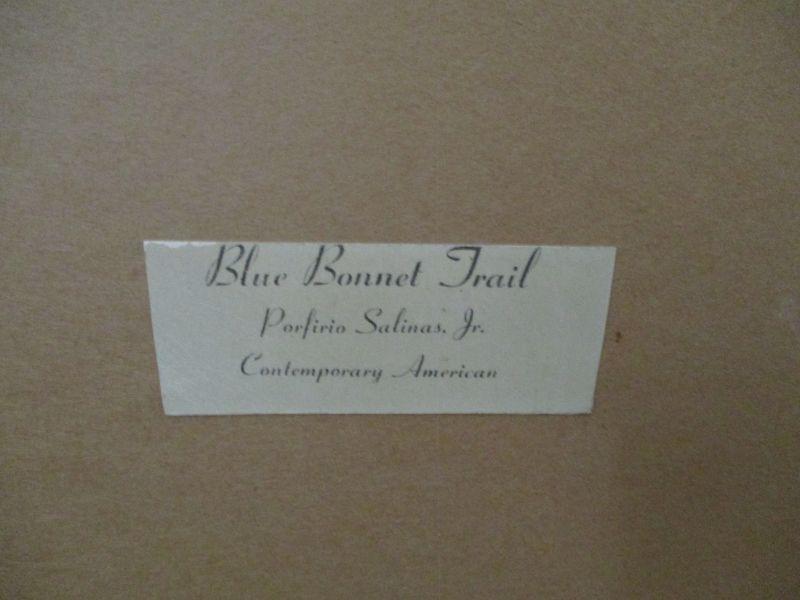 Blue Bonnet Trail
Porfirio Salinas, Jr.
Contemporary American